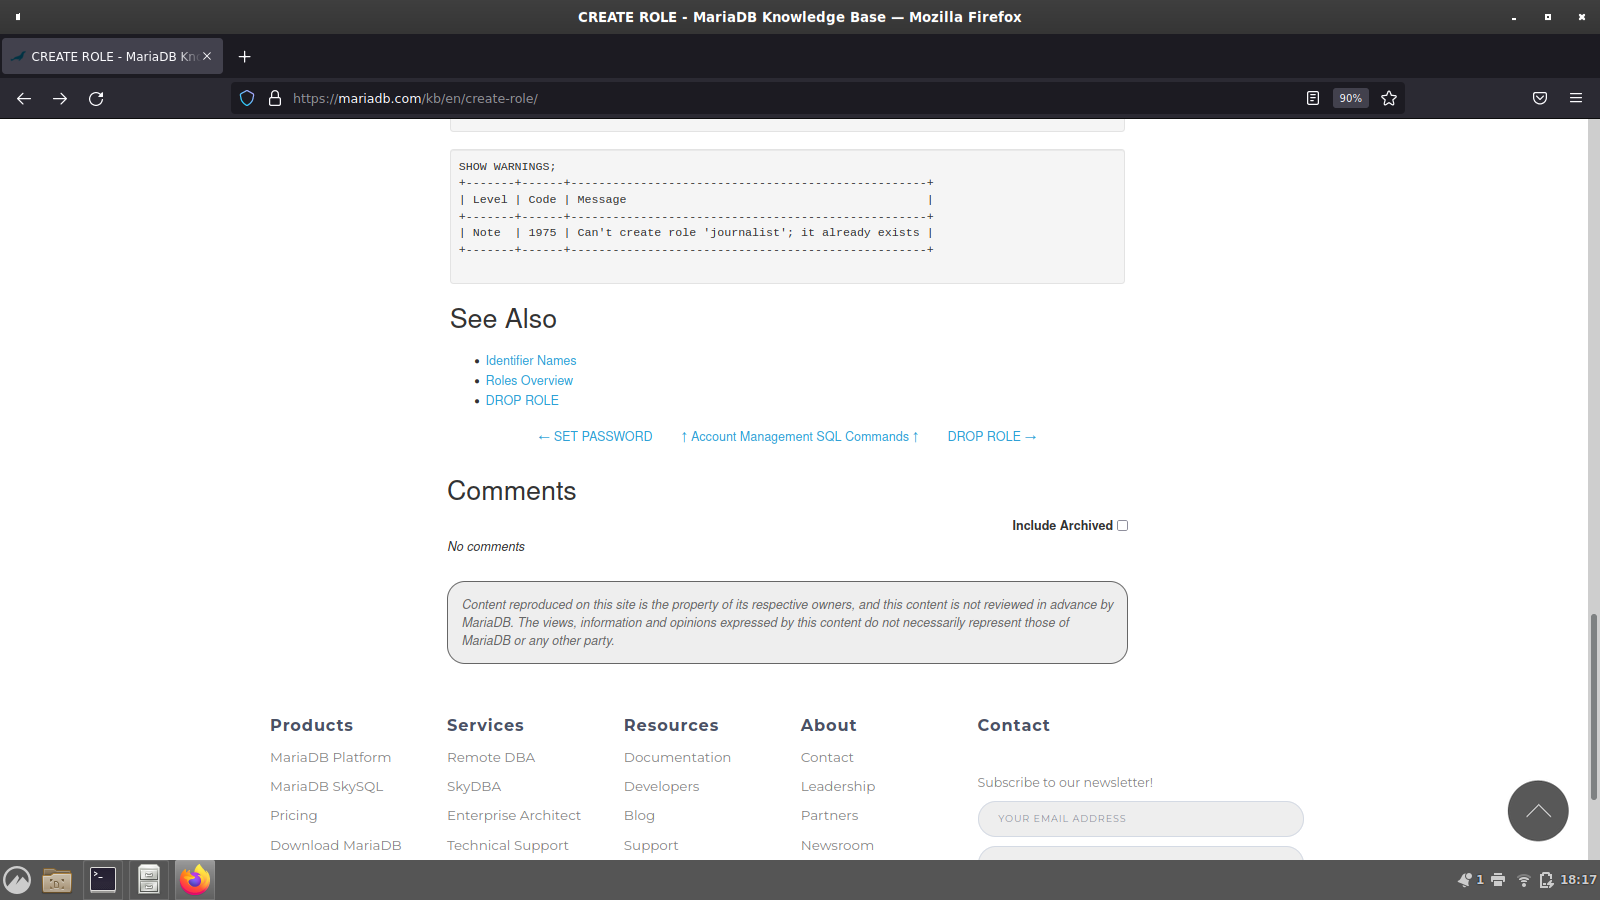 CREATE ROLE - MariaDB Knowledge Base — Mozilla Firefox
CREATE ROLE - MariaDB Kn
https://mariadb.com/kb/en/create-role/
90%
SHOW WARNINGS;
+-------+------+---------------------------------------------------+
| Level | Code | Message                                           |
+-------+------+---------------------------------------------------+
| Note  | 1975 | Can't create role 'journalist'; it already exists |
+-------+------+---------------------------------------------------+
See Also
• Identifier Names
• Roles Overview
• DROP ROLE
← SET PASSWORD ↑ Account Management SQL Commands ↑ DROP ROLE →
Comments
Include Archived
No comments
Content reproduced on this site is the property of its respective owners, and this content is not reviewed in advance by
MariaDB. The views, information and opinions expressed by this content do not necessarily represent those of
MariaDB or any other party.
Products
MariaDB Platform
MariaDB SkySQL
Pricing
Download MariaDB
Services
Remote DBA
SkyDBA
Enterprise Architect
Technical Support
Resources
Documentation
Developers
Blog
Support
About
Contact
Leadership
Partners
Newsroom
Contact
Subscribe to our newsletter!
YOUR EMAIL ADDRESS
1
18:17